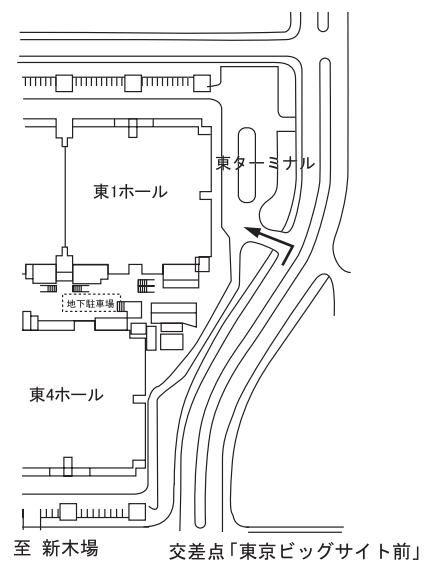 東ターミナル
東1ホール
地下駐車場
東4ホール
至 新木場
交差点「東京ビッグサイト前」